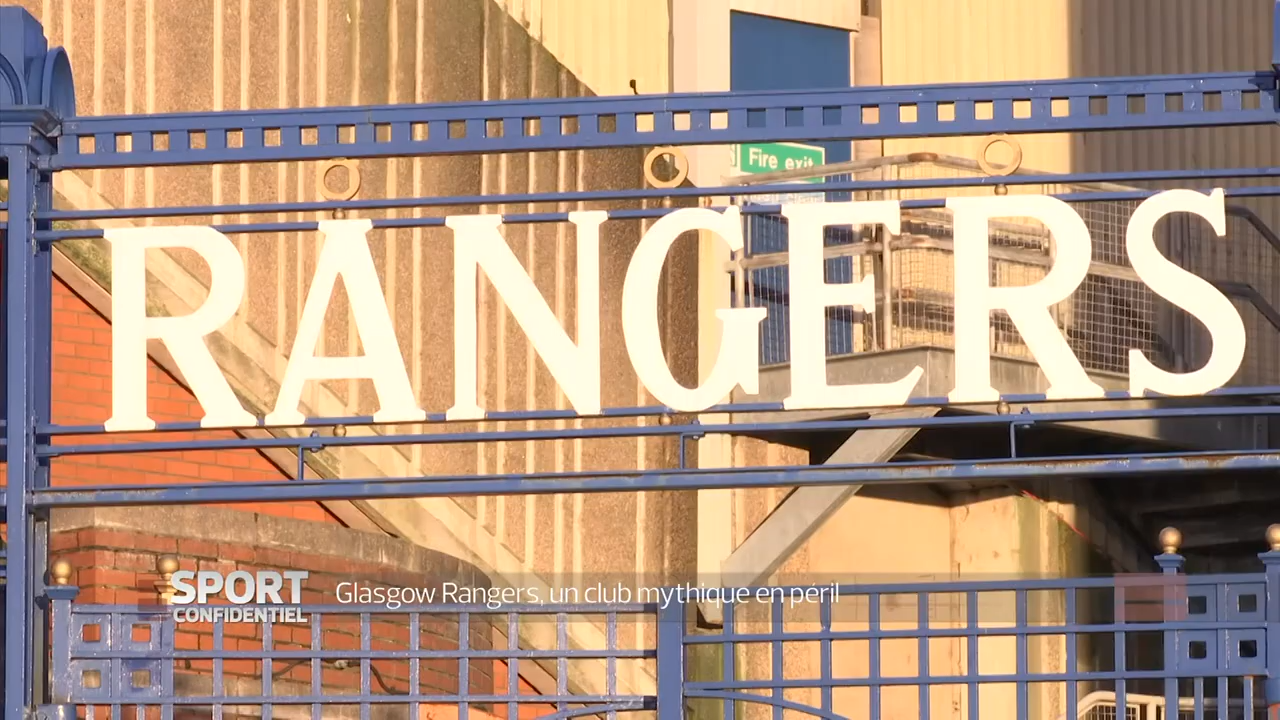 Fire exit
RANGERS
SPORT
CONFIDENTIEL
Glasgow Rangers, un club mythique en péril